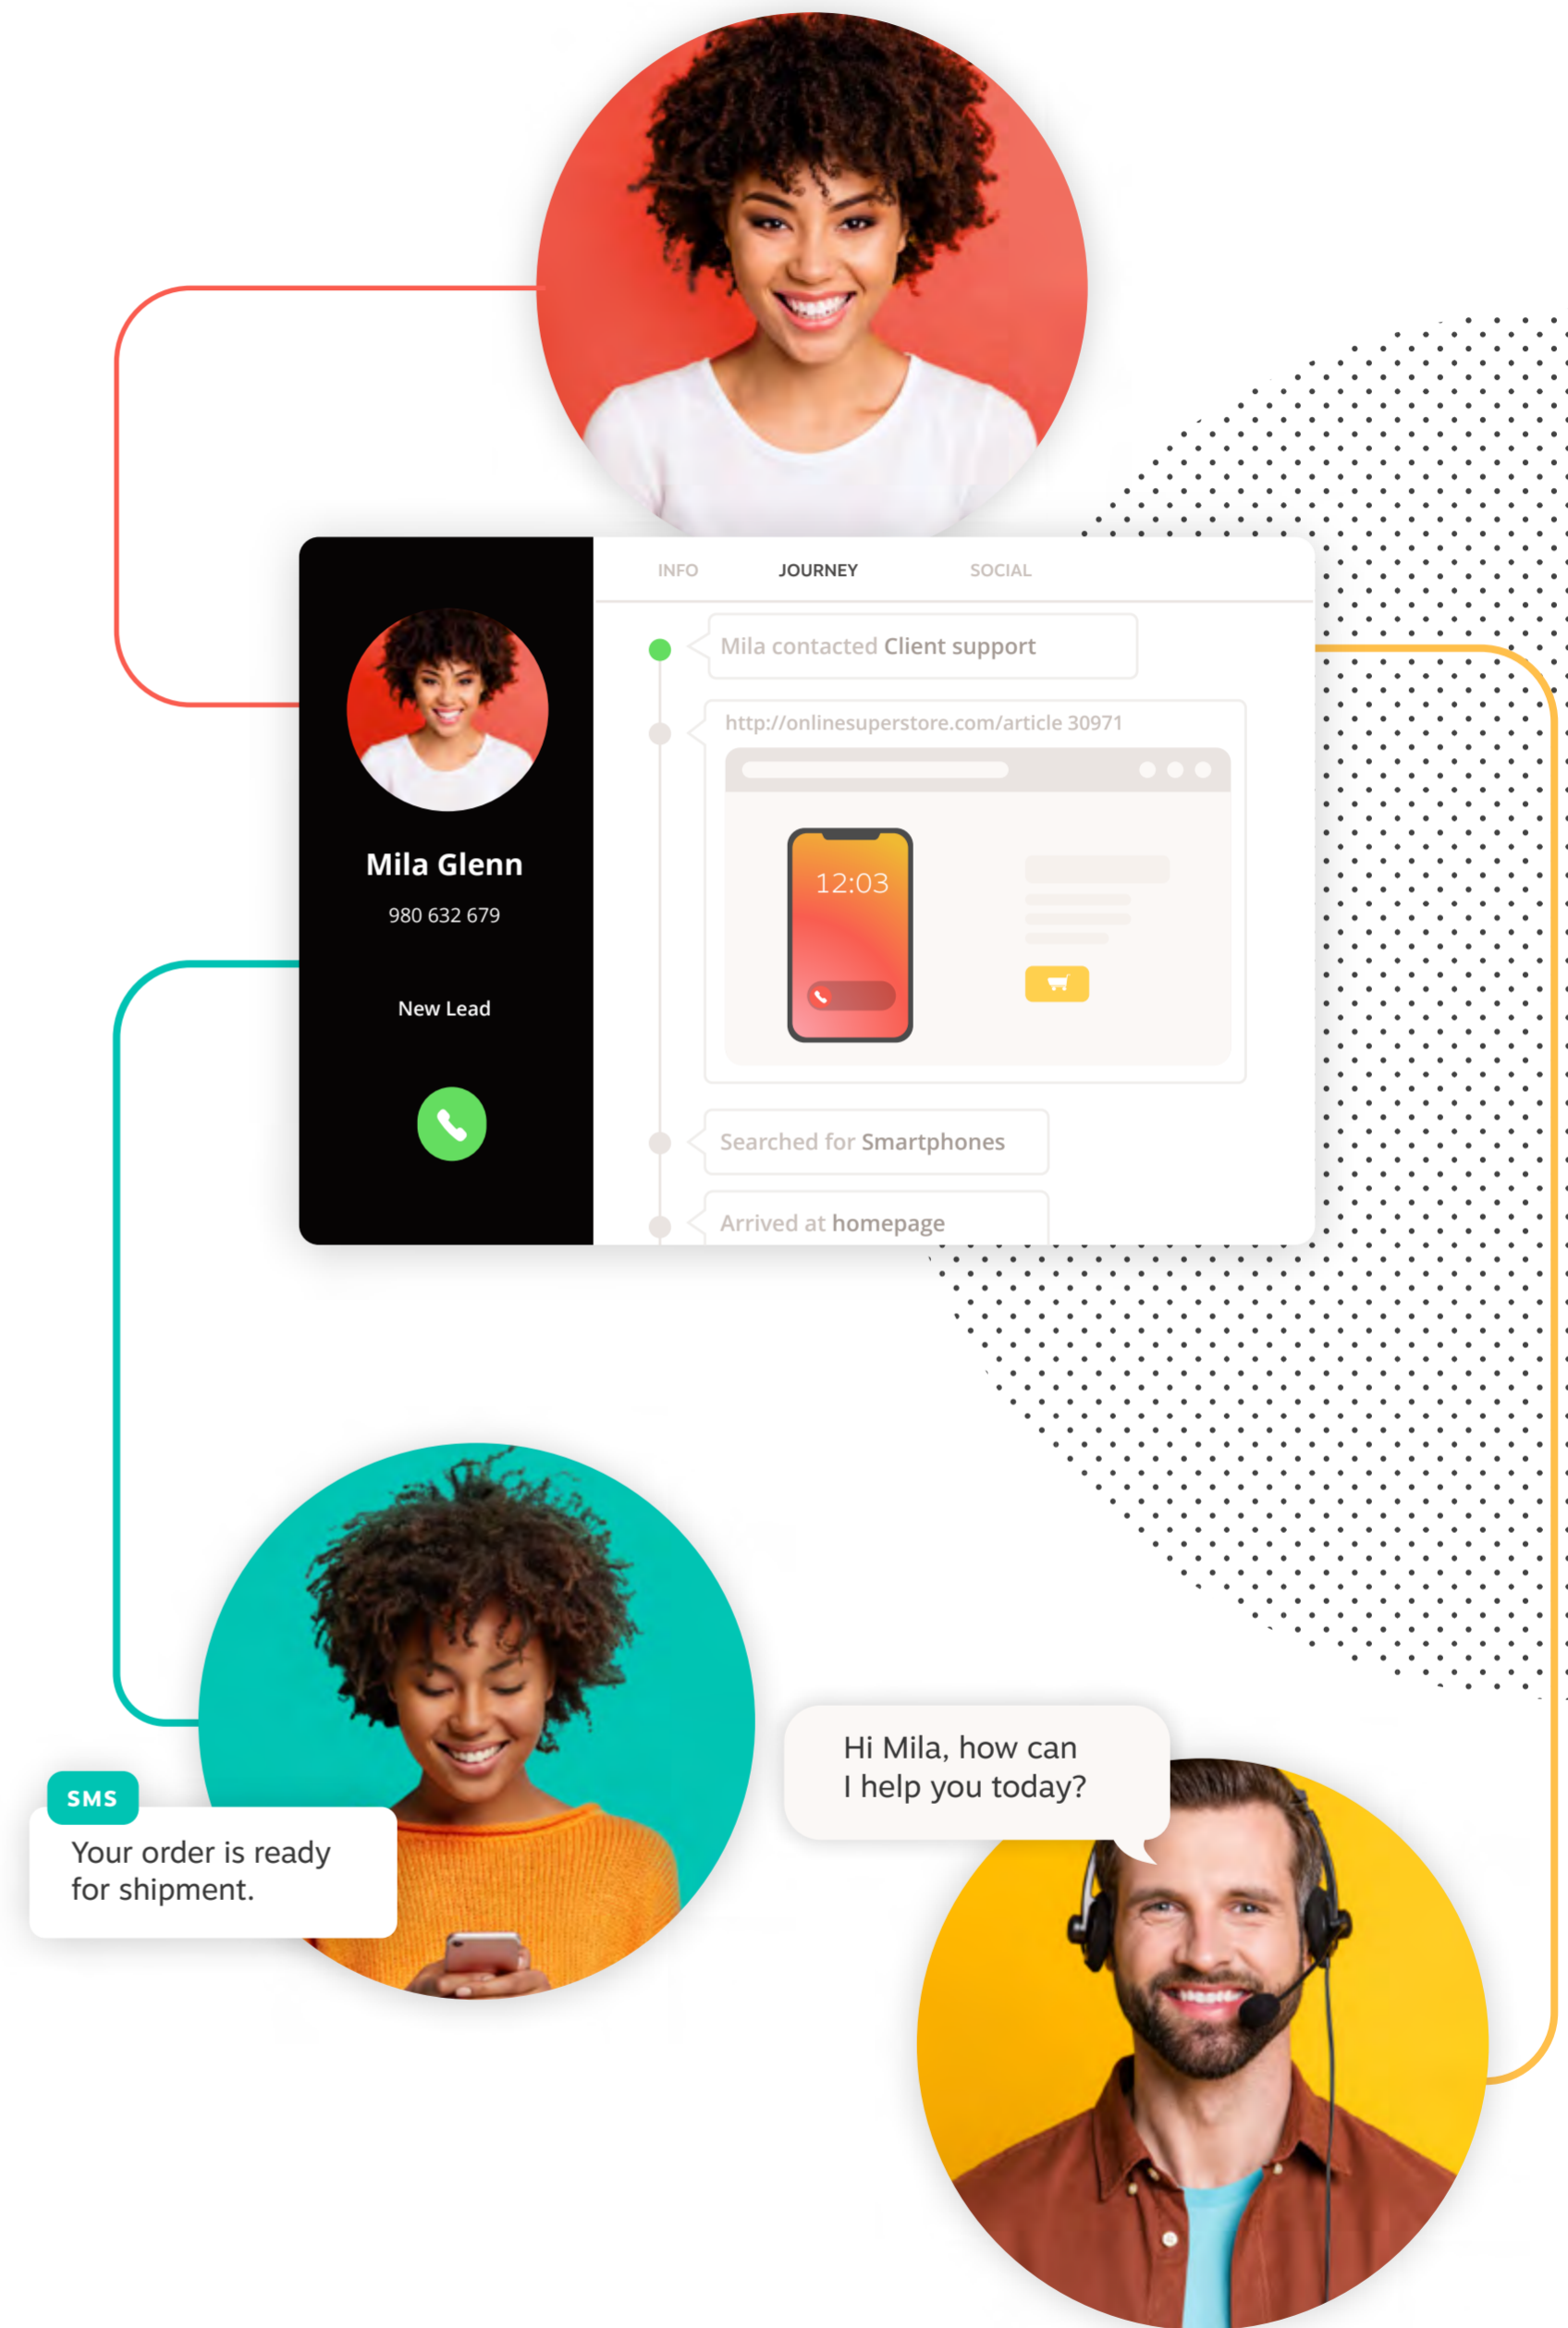 INFO JOURNEY SOCIAL
Mila contacted Client support
http://onlinesuperstore.com/article 30971
12:03
Mila Glenn
980 632 679
New Lead
Searched for Smartphones
Arrived at homepage
Hi Mila, how can
I help you today?
SMS
Your order is ready
for shipment.